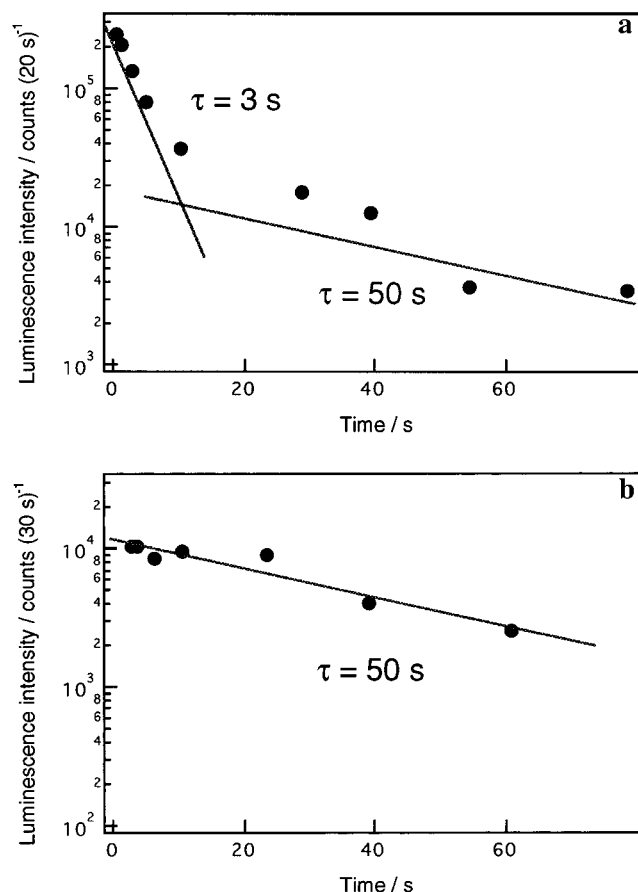 a
Luminescence intensity / counts (20 s)⁻¹
2
10⁵
8
6
4
2
10⁴
8
6
4
2
10³
τ = 3 s
τ = 50 s
0 20 40 60
Time / s
b
Luminescence intensity / counts (30 s)⁻¹
2
10⁴
8
6
4
2
10³
8
6
4
2
10²
τ = 50 s
0 20 40 60
Time / s